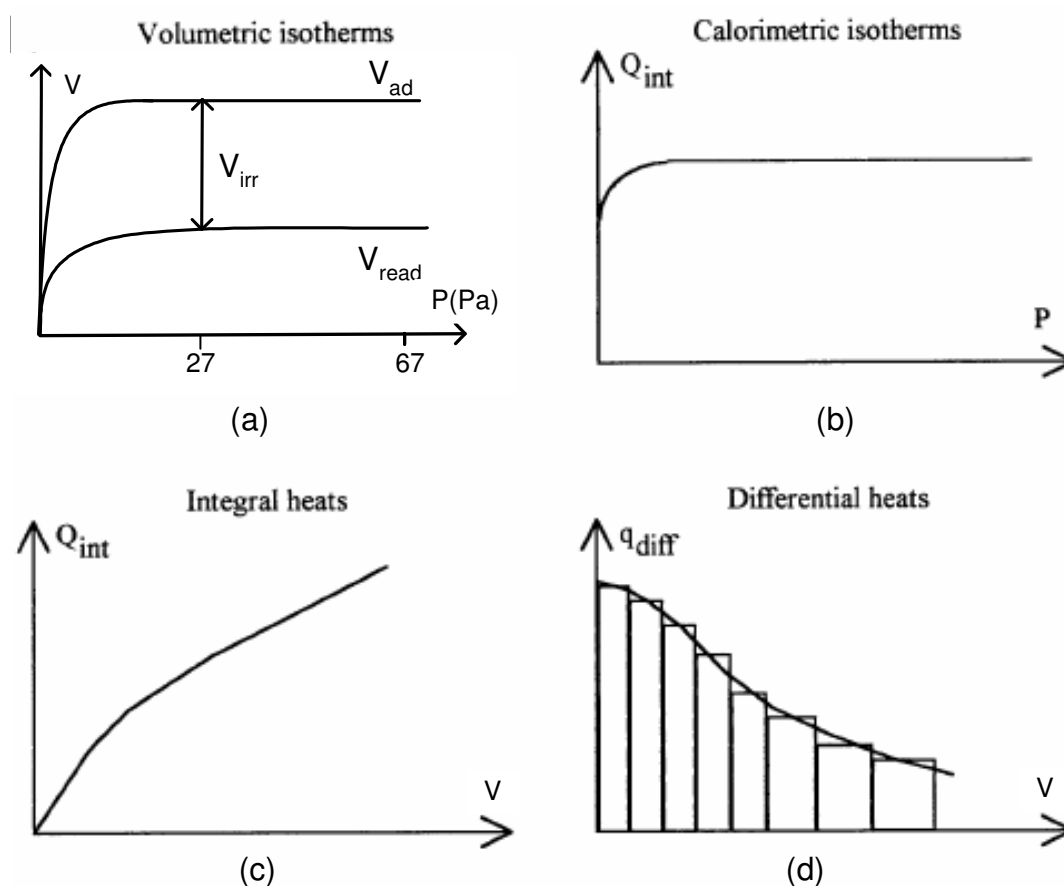 Volumetric isotherms
V
V_ad
V_irr
V_read
P(Pa)
27
67
(a)
Calorimetric isotherms
Q_int
P
(b)
Integral heats
Q_int
V
(c)
Differential heats
q_diff
V
(d)